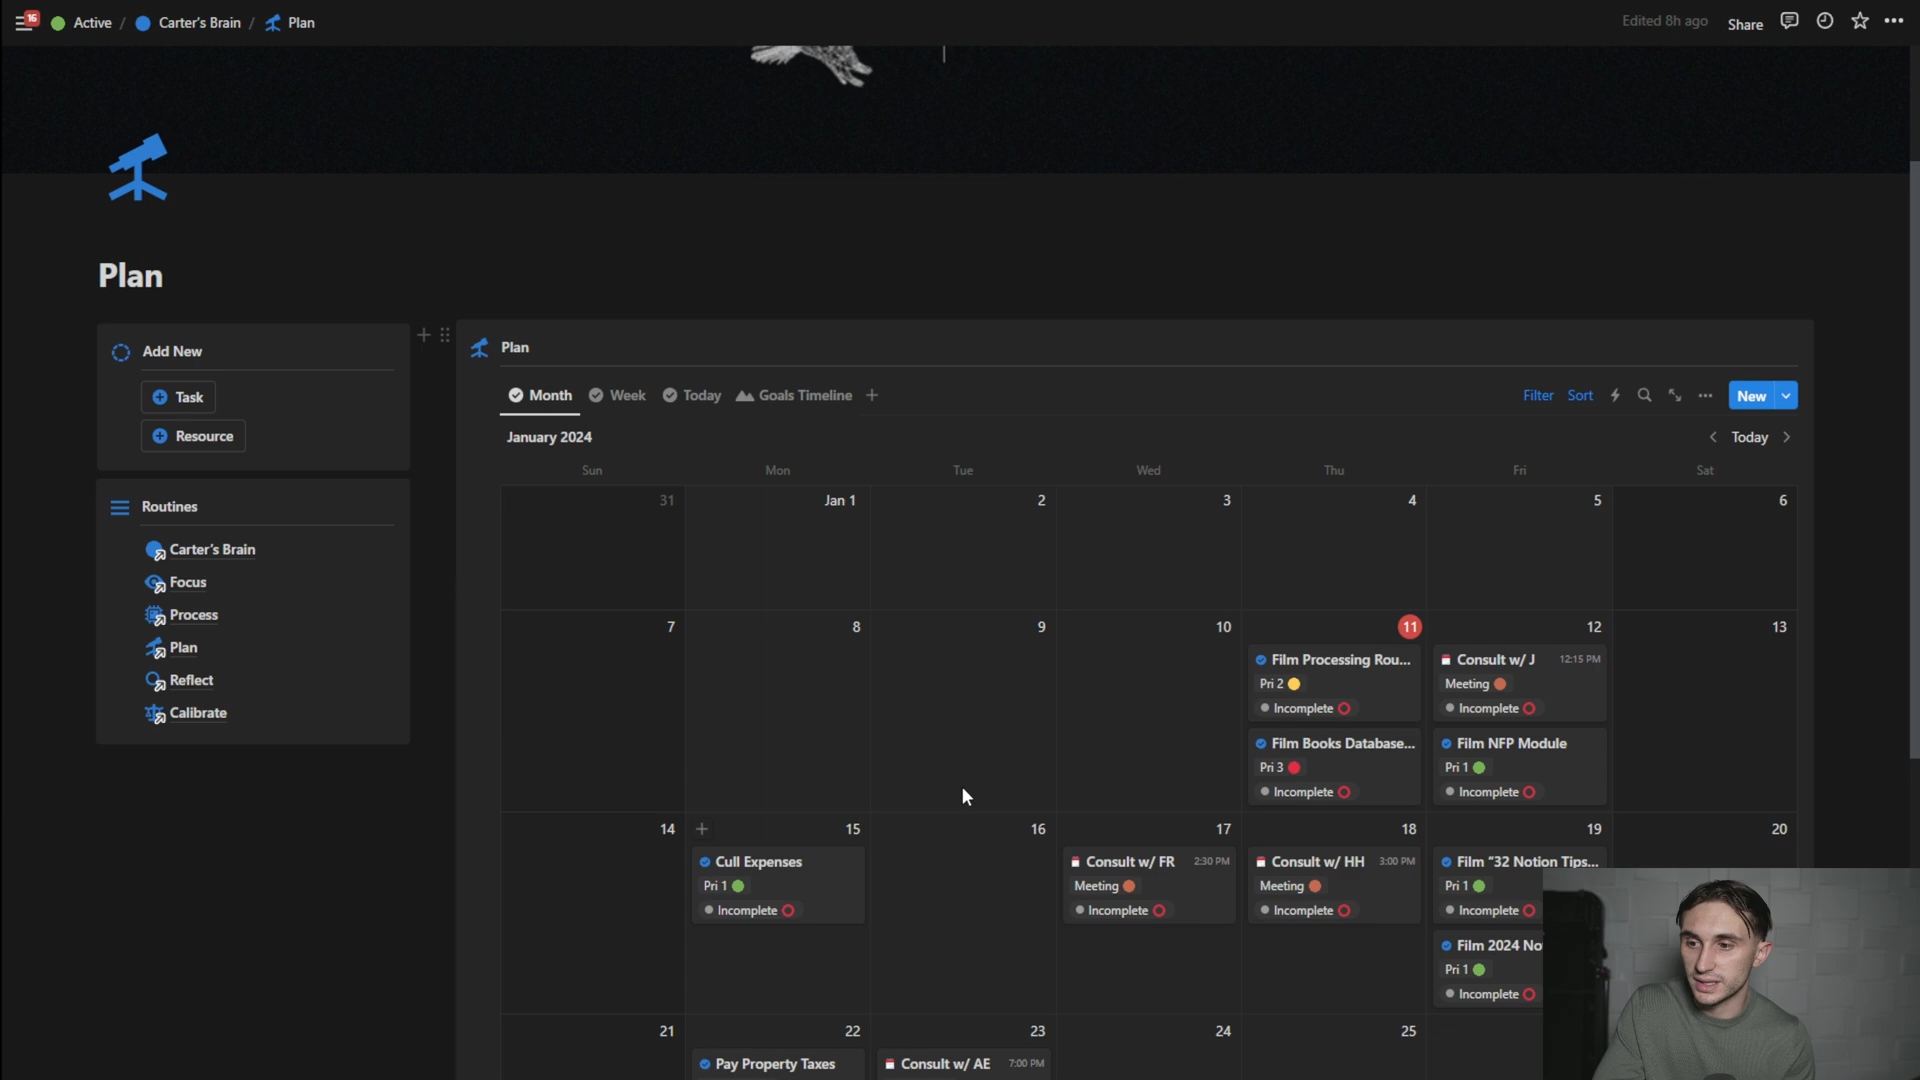 16
Active / Carter's Brain / Plan
Edited 8h ago
Share
Plan
Add New
Task
Resource
Routines
Carter's Brain
Focus
Process
Plan
Reflect
Calibrate
Plan
Month Week Today Goals Timeline
Filter Sort New
January 2024
Today
Sun Mon Tue Wed Thu Fri Sat
31 Jan 1 2 3 4 5 6
7 8 9 10 11 12 13
Film Processing Rou...
Pri 2
Incomplete
Film Books Database...
Pri 3
Incomplete
Consult w/ J 12:15 PM
Meeting
Incomplete
Film NFP Module
Pri 1
Incomplete
14 15 16 17 18 19 20
Cull Expenses
Pri 1
Incomplete
Consult w/ FR 2:30 PM
Meeting
Incomplete
Consult w/ HH 3:00 PM
Meeting
Incomplete
Film “32 Notion Tips...
Pri 1
Incomplete
Film 2024 No
Pri 1
Incomplete
21 22 23 24 25
Pay Property Taxes
Consult w/ AE 7:00 PM